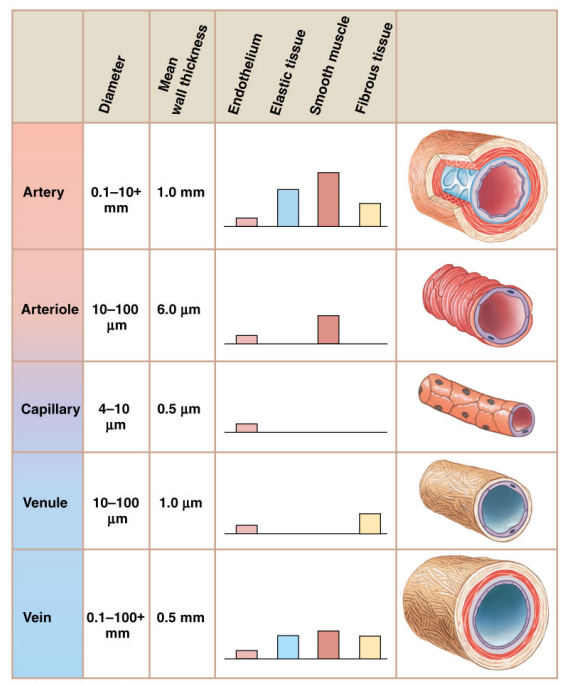 Diameter
Mean
wall thickness
Endothelium
Elastic tissue
Smooth muscle
Fibrous tissue
Artery
0.1–10+
mm
1.0 mm
Arteriole
10–100
μm
6.0 μm
Capillary
4–10
μm
0.5 μm
Venule
10–100
μm
1.0 μm
Vein
0.1–100+
mm
0.5 mm